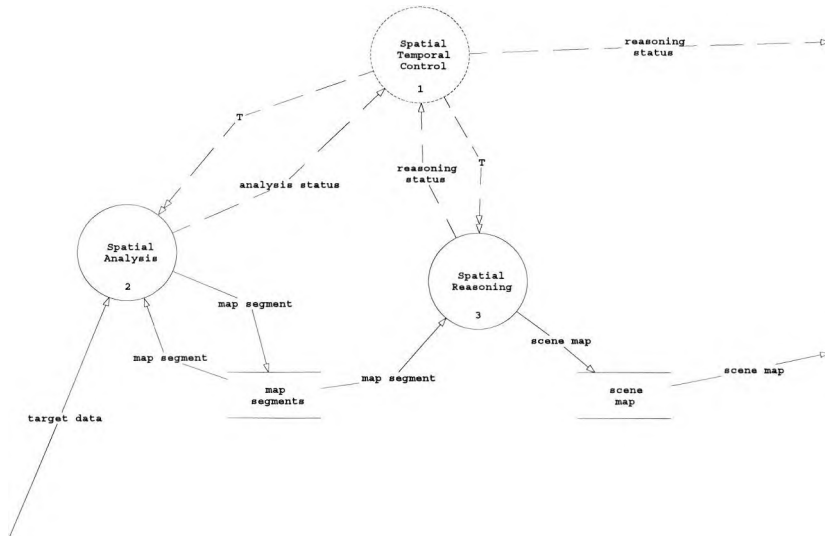 Spatial
Temporal
Control
1
reasoning
status
T
analysis status
reasoning
status
T
Spatial
Analysis
2
Spatial
Reasoning
3
map segment
map segment
map segment
scene map
map
segments
scene
map
scene map
target data